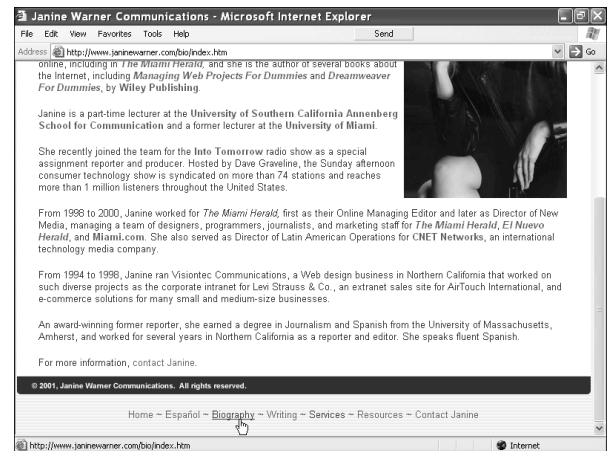 Janine Warner Communications - Microsoft Internet Explorer
File Edit View Favorites Tools Help Send
Address http://www.janinewarner.com/bio/index.htm Go
online, including in The Miami Herald, and she is the author of several books about
the Internet, including Managing Web Projects For Dummies and Dreamweaver
For Dummies, by Wiley Publishing.
Janine is a part-time lecturer at the University of Southern California Annenberg
School for Communication and a former lecturer at the University of Miami.
She recently joined the team for the Into Tomorrow radio show as a special
assignment reporter and producer. Hosted by Dave Graveline, the Sunday afternoon
consumer technology show is syndicated on more than 74 stations and reaches
more than 1 million listeners throughout the United States.
From 1998 to 2000, Janine worked for The Miami Herald, first as their Online Managing Editor and later as Director of New
Media, managing a team of designers, programmers, journalists, and marketing staff for The Miami Herald, El Nuevo
Herald, and Miami.com. She also served as Director of Latin American Operations for CNET Networks, an international
technology media company.
From 1994 to 1998, Janine ran Visiontec Communications, a Web design business in Northern California that worked on
such diverse projects as the corporate intranet for Levi Strauss & Co., an extranet sales site for AirTouch International, and
e-commerce solutions for many small and medium-size businesses.
An award-winning former reporter, she earned a degree in Journalism and Spanish from the University of Massachusetts,
Amherst, and worked for several years in Northern California as a reporter and editor. She speaks fluent Spanish.
For more information, contact Janine.
© 2001, Janine Warner Communications. All rights reserved.
Home ~ Español ~ Biography ~ Writing ~ Services ~ Resources ~ Contact Janine
http://www.janinewarner.com/bio/index.htm Internet